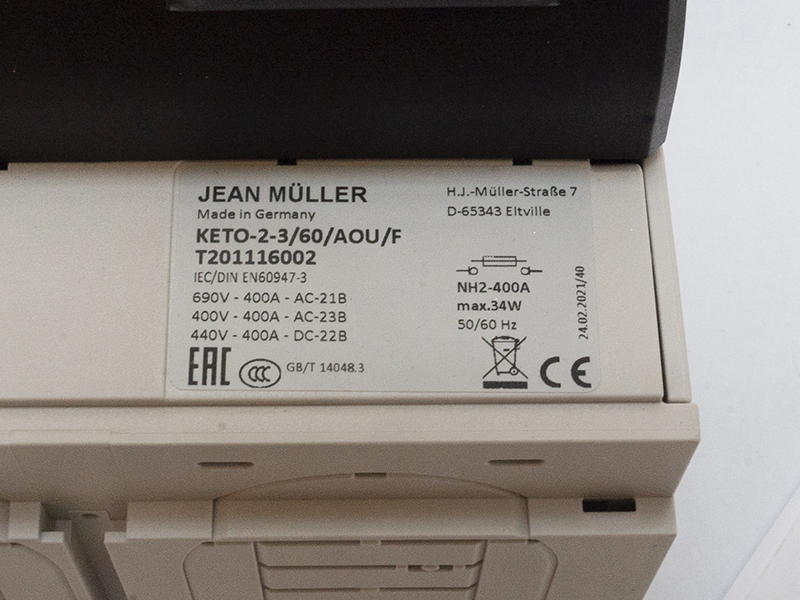 JEAN MÜLLER
Made in Germany
KETO-2-3/60/AOU/F
T201116002
IEC/DIN EN60947-3
690V - 400A - AC-21B
400V - 400A - AC-23B
440V - 400A - DC-22B
EAC CCC GB/T 14048.3
H.J.-Müller-Straße 7
D-65343 Eltville
NH2-400A
max.34W
50/60 Hz
CE
24.02.2021/40